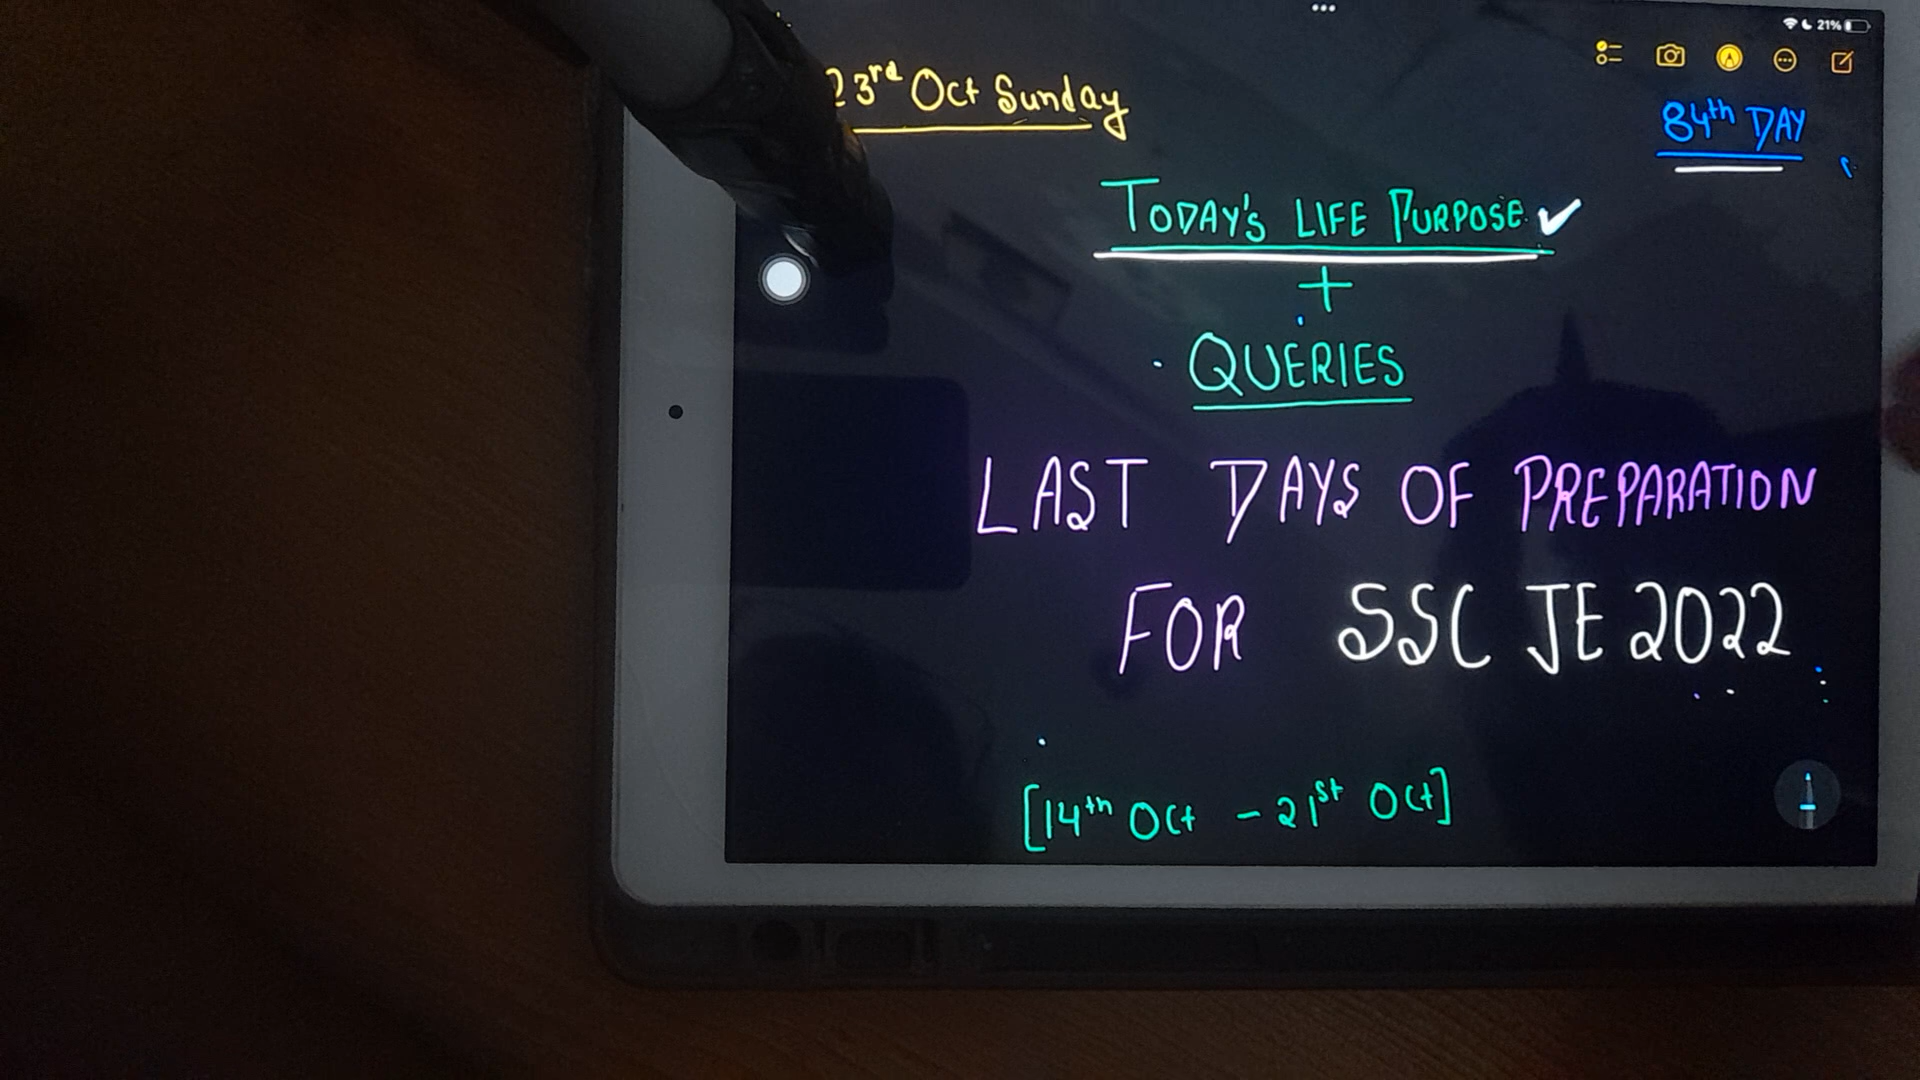 21%
23rd Oct Sunday
84th DAY
TODAY'S LIFE PURPOSE ✓
+
QUERIES
LAST DAYS OF PREPARATION
FOR SSC JE 2022
[14th Oct - 21st Oct]